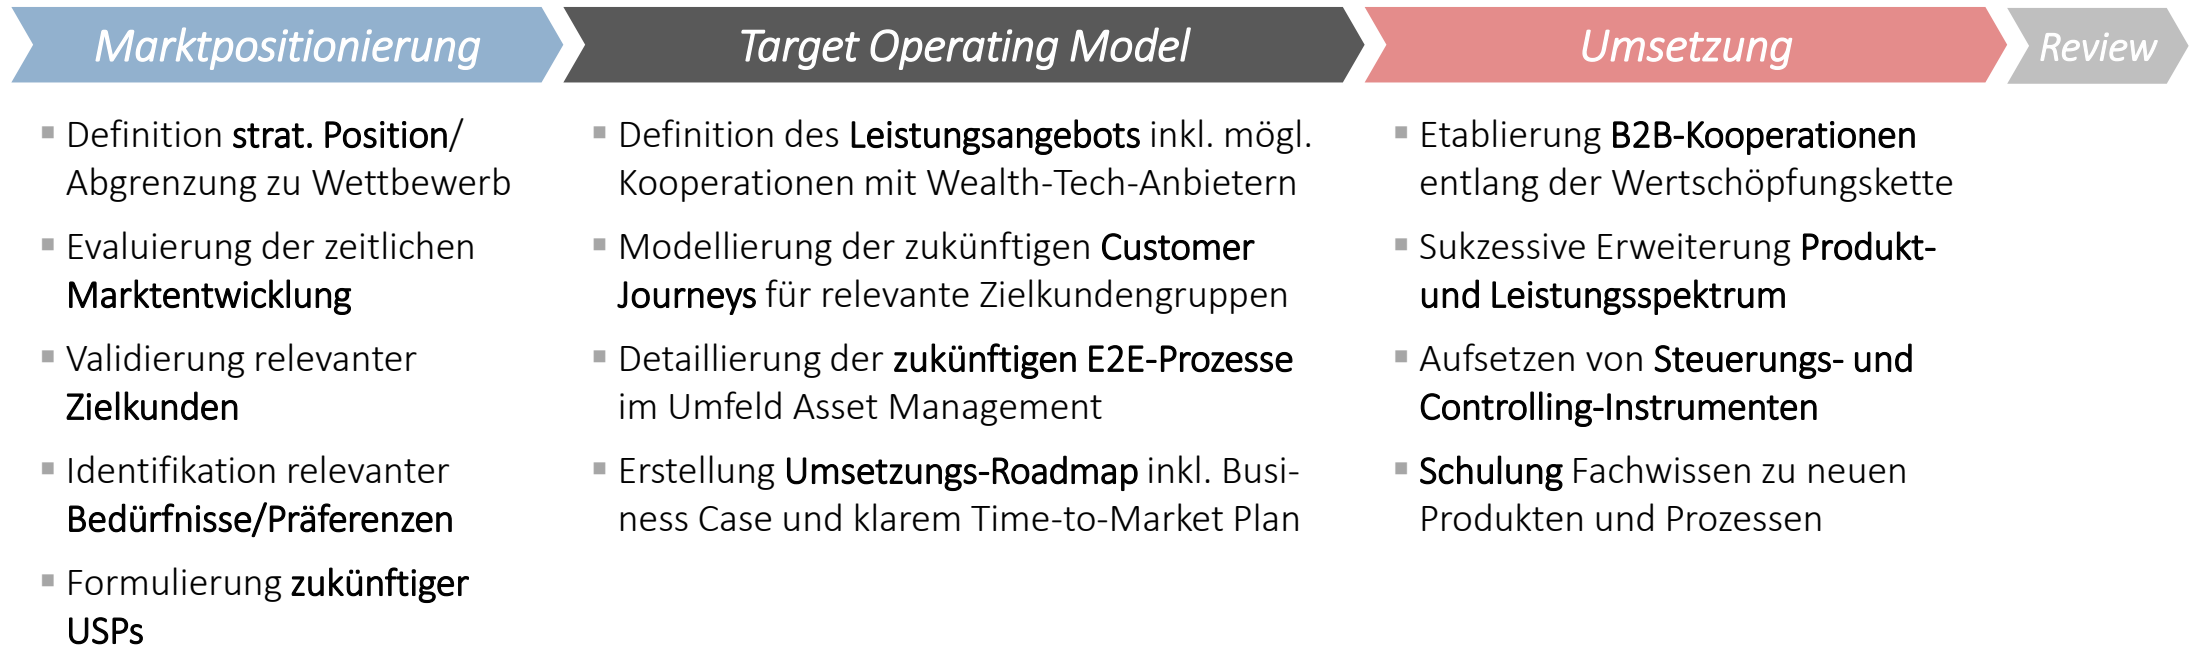 Marktpositionierung
Target Operating Model
Umsetzung
Review
Definition strat. Position/
Abgrenzung zu Wettbewerb
Evaluierung der zeitlichen
Marktentwicklung
Validierung relevanter
Zielkunden
Identifikation relevanter
Bedürfnisse/Präferenzen
Formulierung zukünftiger
USPs
Definition des Leistungsangebots inkl. mögl.
Kooperationen mit Wealth-Tech-Anbietern
Modellierung der zukünftigen Customer
Journeys für relevante Zielkundengruppen
Detaillierung der zukünftigen E2E-Prozesse
im Umfeld Asset Management
Erstellung Umsetzungs-Roadmap inkl. Busi-
ness Case und klarem Time-to-Market Plan
Etablierung B2B-Kooperationen
entlang der Wertschöpfungskette
Sukzessive Erweiterung Produkt-
und Leistungsspektrum
Aufsetzen von Steuerungs- und
Controlling-Instrumenten
Schulung Fachwissen zu neuen
Produkten und Prozessen